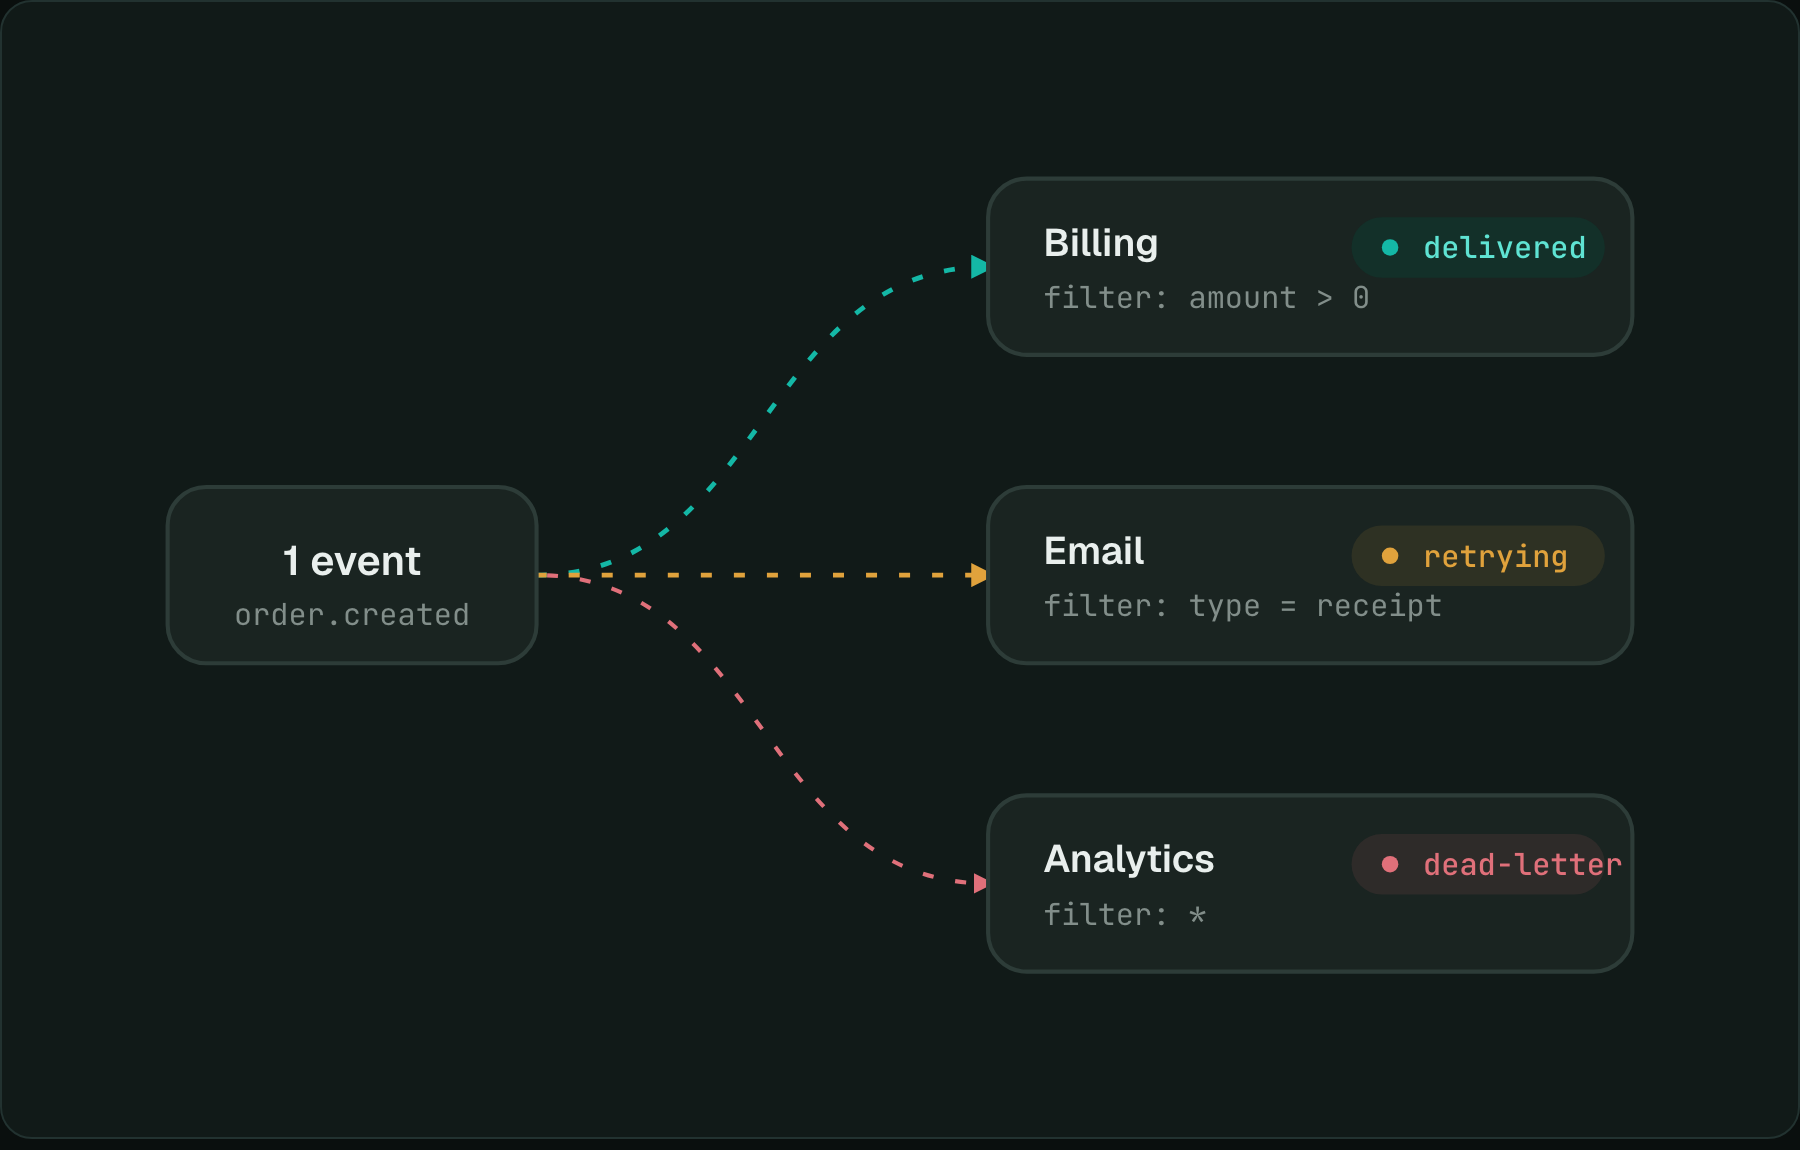 1 event
order.created
Billing
delivered
filter: amount > 0
Email
retrying
filter: type = receipt
Analytics
dead-letter
filter: *